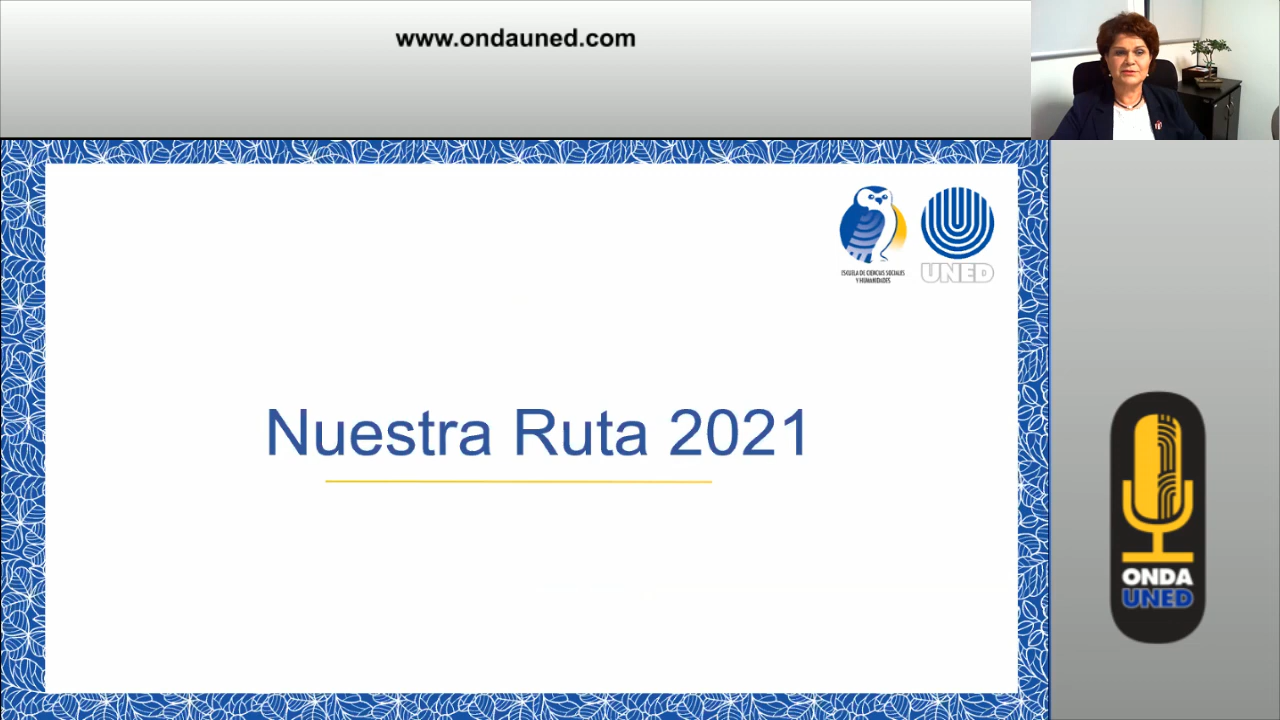 www.ondauned.com
ESCUELA DE CIENCIAS SOCIALES
Y HUMANIDADES
UNED
Nuestra Ruta 2021
ONDA
UNED